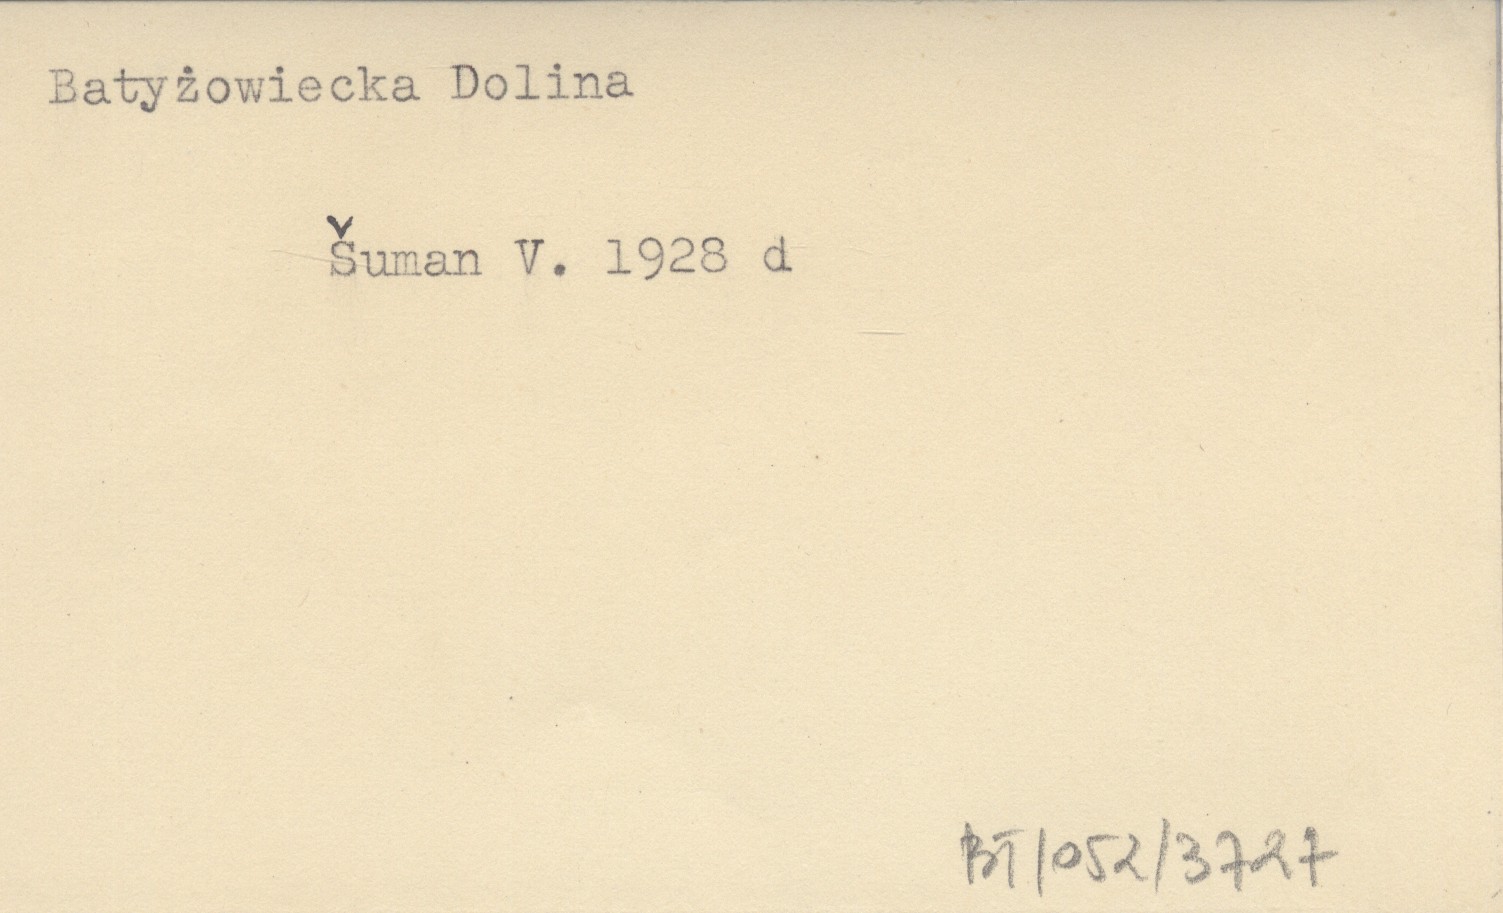 Batyżowiecka Dolina
Šuman V. 1928 d
BT/052/3727